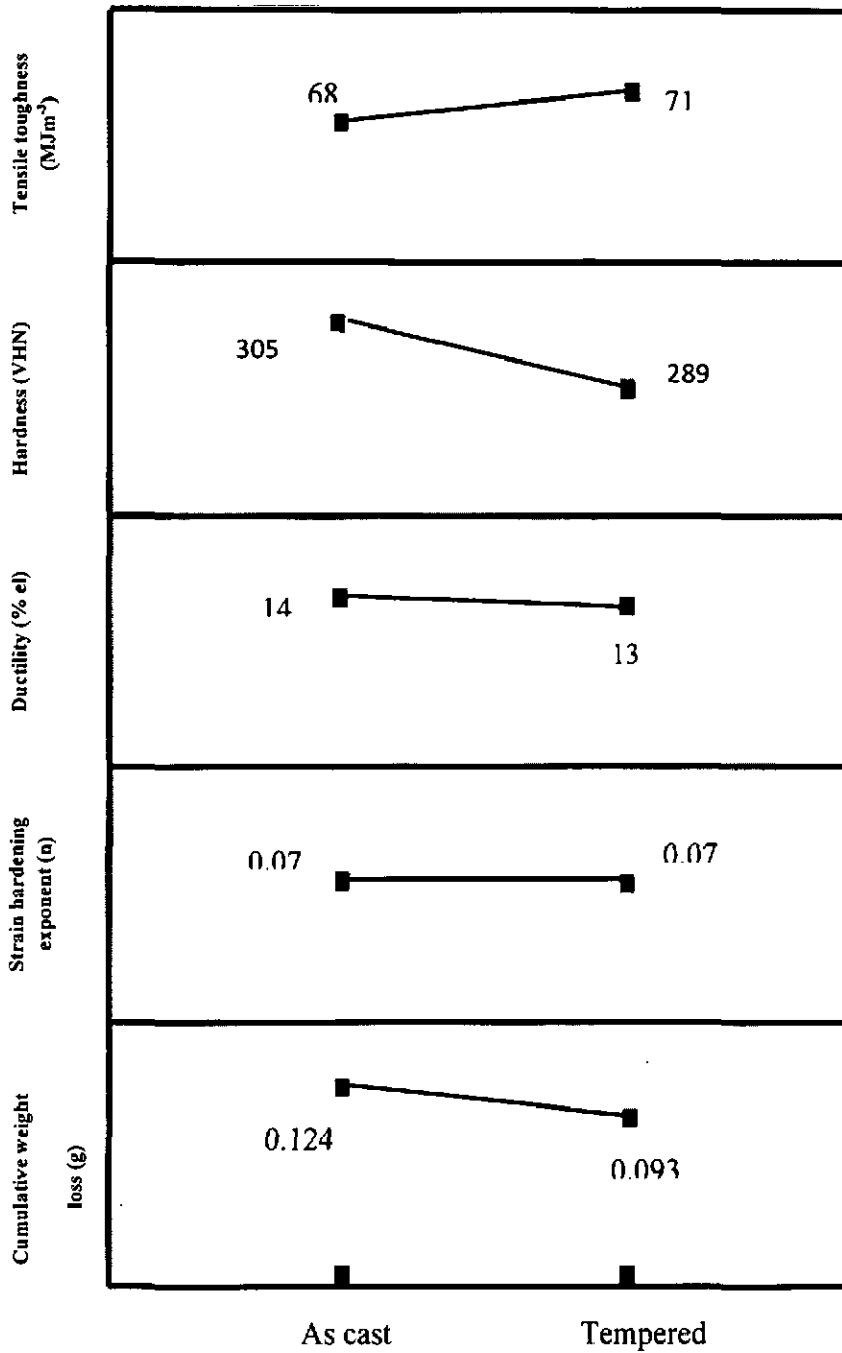 Tensile toughness
(MJm⁻³)
68
71
Hardness (VHN)
305
289
Ductility (% el)
14
13
Strain hardening
exponent (n)
0.07
0.07
Cumulative weight
loss (g)
0.124
0.093
As cast
Tempered